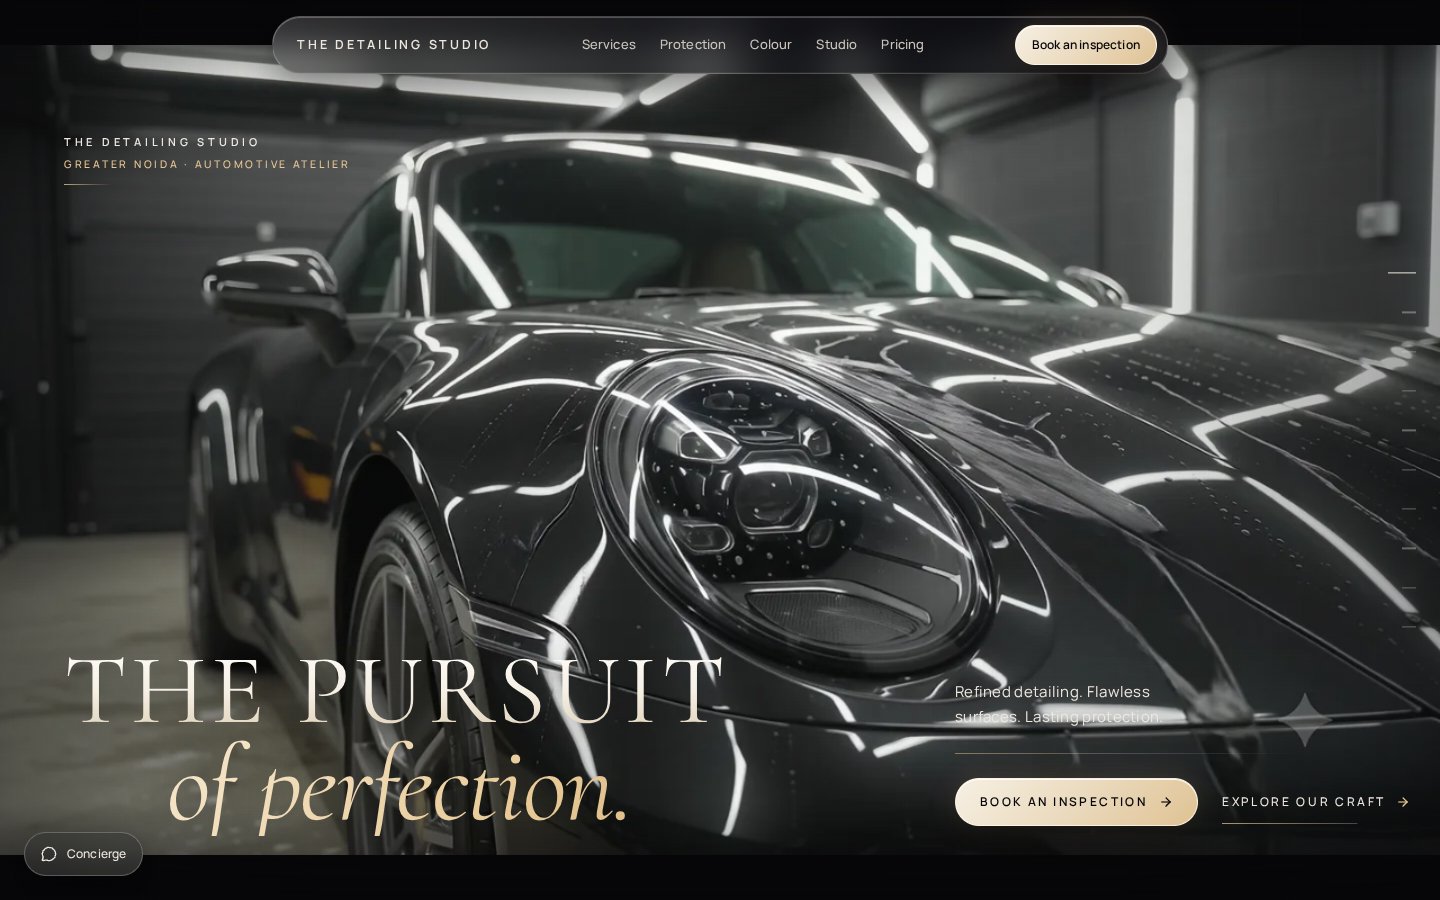 THE DETAILING STUDIO
Services
Protection
Colour
Studio
Pricing
Book an inspection
THE DETAILING STUDIO
GREATER NOIDA · AUTOMOTIVE ATELIER
THE PURSUIT
of perfection.
Refined detailing. Flawless
surfaces. Lasting protection.
BOOK AN INSPECTION →
EXPLORE OUR CRAFT →
Concierge